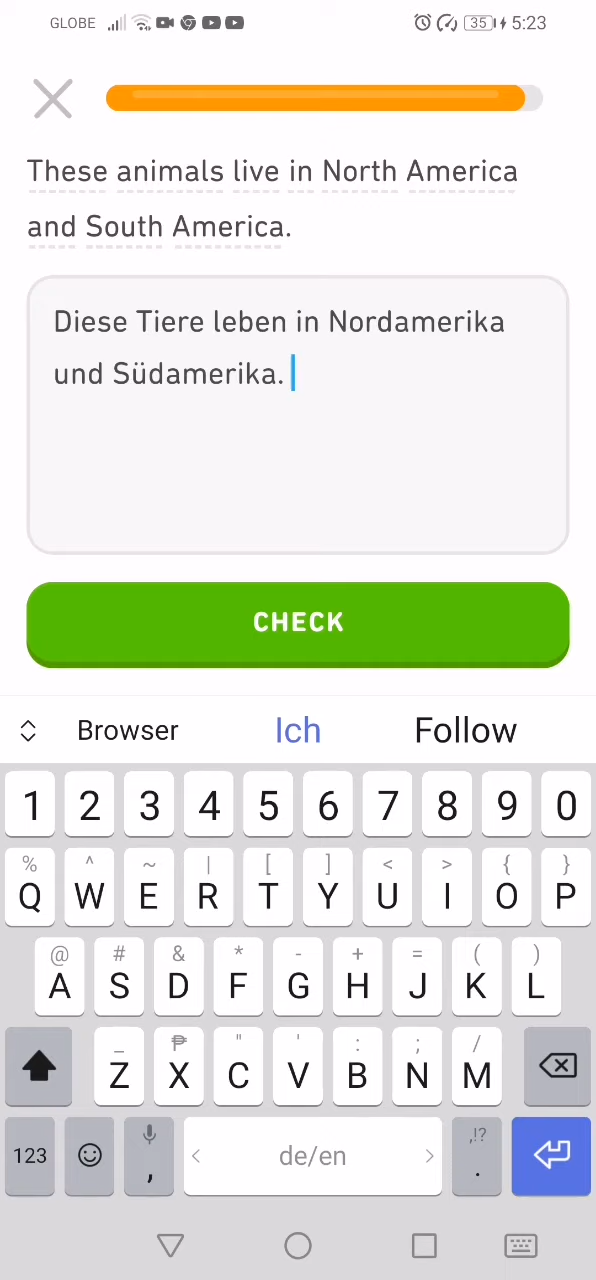 GLOBE 35 5:23
These animals live in North America
and South America.
Diese Tiere leben in Nordamerika
und Südamerika.
CHECK
Browser Ich Follow
1 2 3 4 5 6 7 8 9 0
% ^ ~ | [ ] < > { }
Q W E R T Y U I O P
@ # & * - + = ( )
A S D F G H J K L
_ ₱ " ' : ; /
Z X C V B N M
,!?
123 , < de/en > .